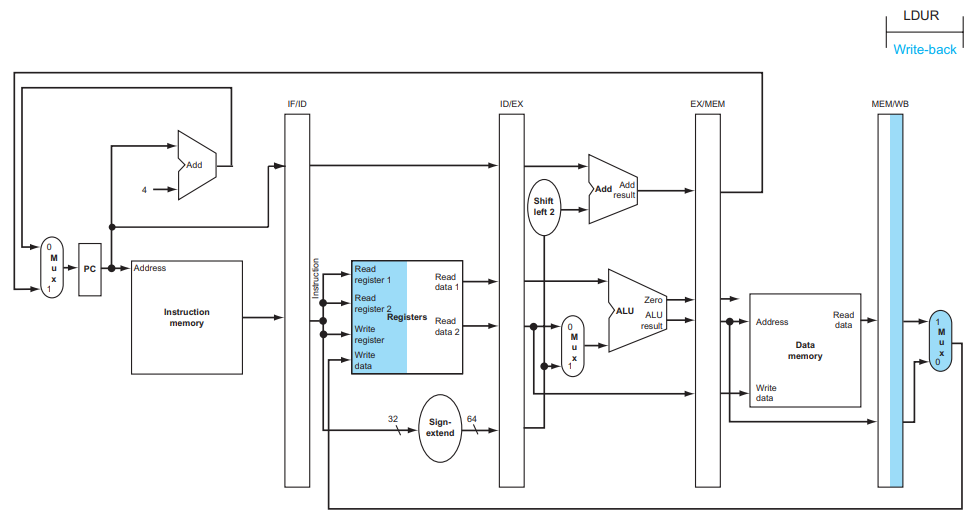 LDUR
Write-back
IF/ID
ID/EX
EX/MEM
MEM/WB
Add
4
Shift
left 2
Add
Add
result
0
M
u
x
1
PC
Address
Instruction
memory
Instruction
Read
register 1
Read
register 2
Write
register
Write
data
Registers
Read
data 1
Read
data 2
ALU
Zero
ALU
result
0
M
u
x
1
Address
Write
data
Data
memory
Read
data
1
M
u
x
0
32
Sign-
extend
64